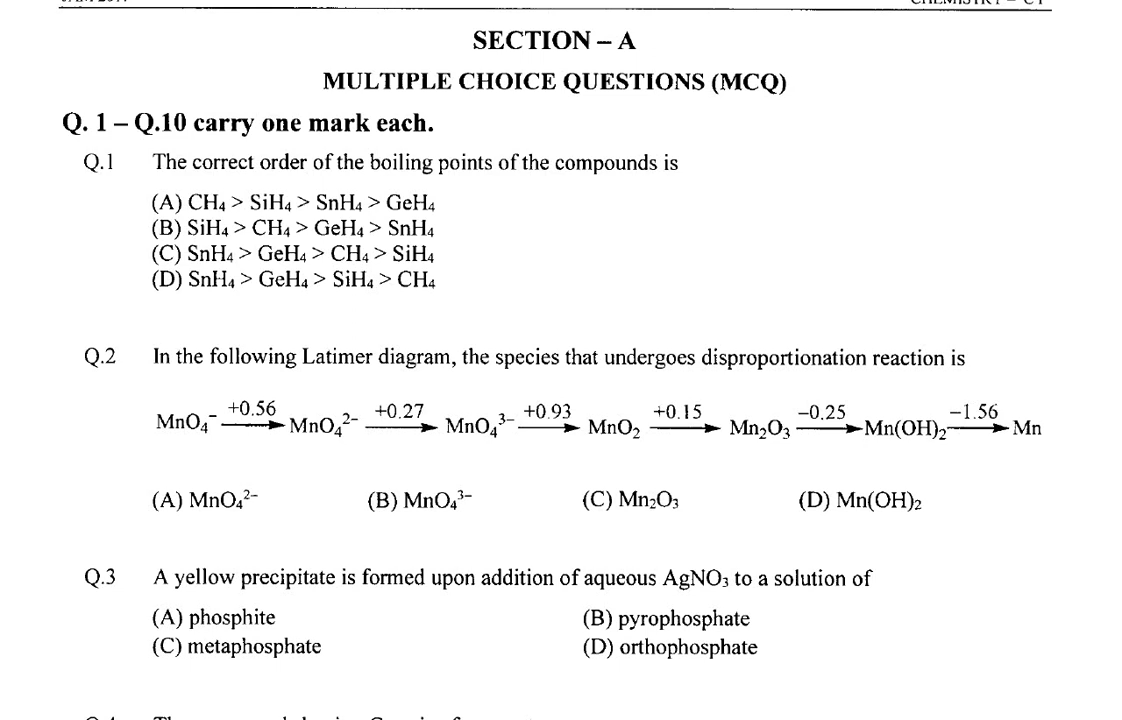 SECTION – A
MULTIPLE CHOICE QUESTIONS (MCQ)
Q. 1 – Q.10 carry one mark each.
Q.1 The correct order of the boiling points of the compounds is
(A) CH₄ > SiH₄ > SnH₄ > GeH₄
(B) SiH₄ > CH₄ > GeH₄ > SnH₄
(C) SnH₄ > GeH₄ > CH₄ > SiH₄
(D) SnH₄ > GeH₄ > SiH₄ > CH₄
Q.2 In the following Latimer diagram, the species that undergoes disproportionation reaction is
+0.56 +0.27 +0.93 +0.15 –0.25 –1.56
MnO₄⁻ → MnO₄²⁻ → MnO₄³⁻ → MnO₂ → Mn₂O₃ → Mn(OH)₂ → Mn
(A) MnO₄²⁻ (B) MnO₄³⁻ (C) Mn₂O₃ (D) Mn(OH)₂
Q.3 A yellow precipitate is formed upon addition of aqueous AgNO₃ to a solution of
(A) phosphite (B) pyrophosphate
(C) metaphosphate (D) orthophosphate